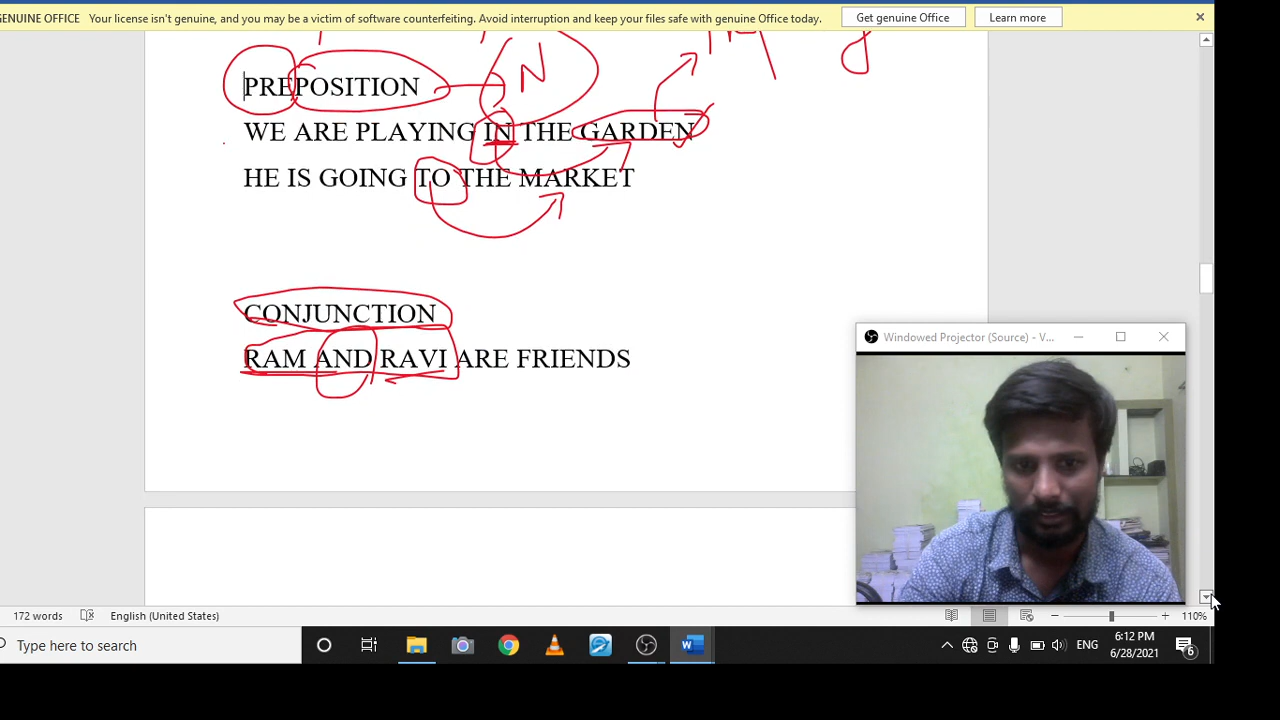 GENUINE OFFICE Your license isn't genuine, and you may be a victim of software counterfeiting. Avoid interruption and keep your files safe with genuine Office today. Get genuine Office Learn more
N
PREPOSITION
WE ARE PLAYING IN THE GARDEN
HE IS GOING TO THE MARKET
CONJUNCTION
RAM AND RAVI ARE FRIENDS
Windowed Projector (Source) - V...
172 words English (United States) 110%
Type here to search ENG 6:12 PM
6/28/2021
6